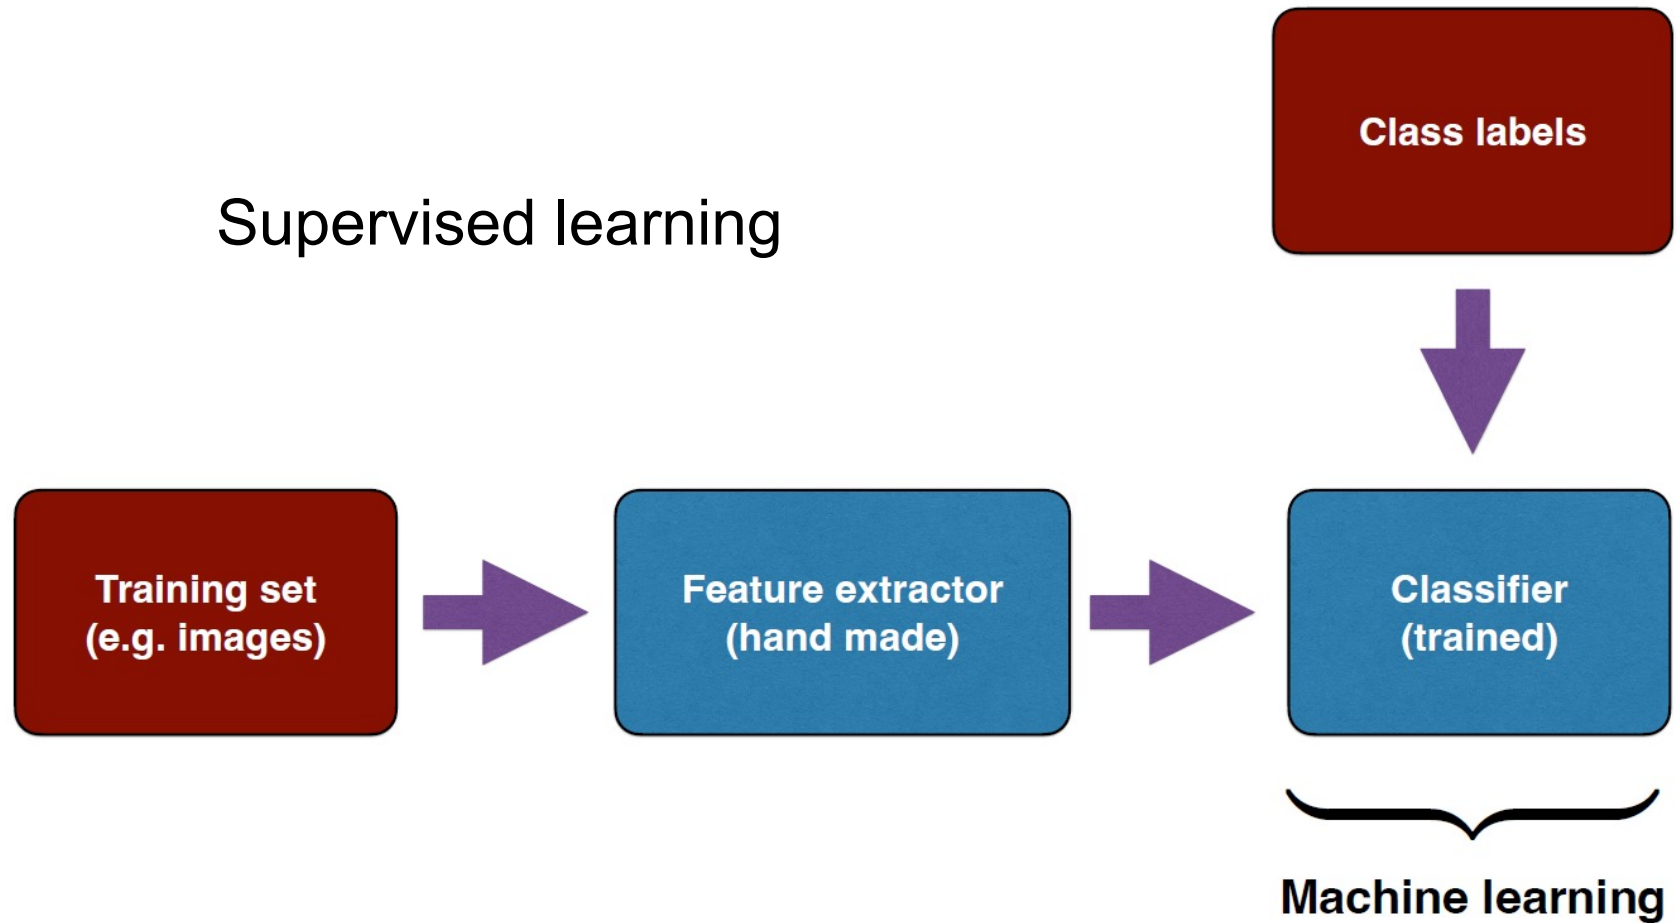 Class labels
Supervised learning
Training set
(e.g. images)
Feature extractor
(hand made)
Classifier
(trained)
Machine learning